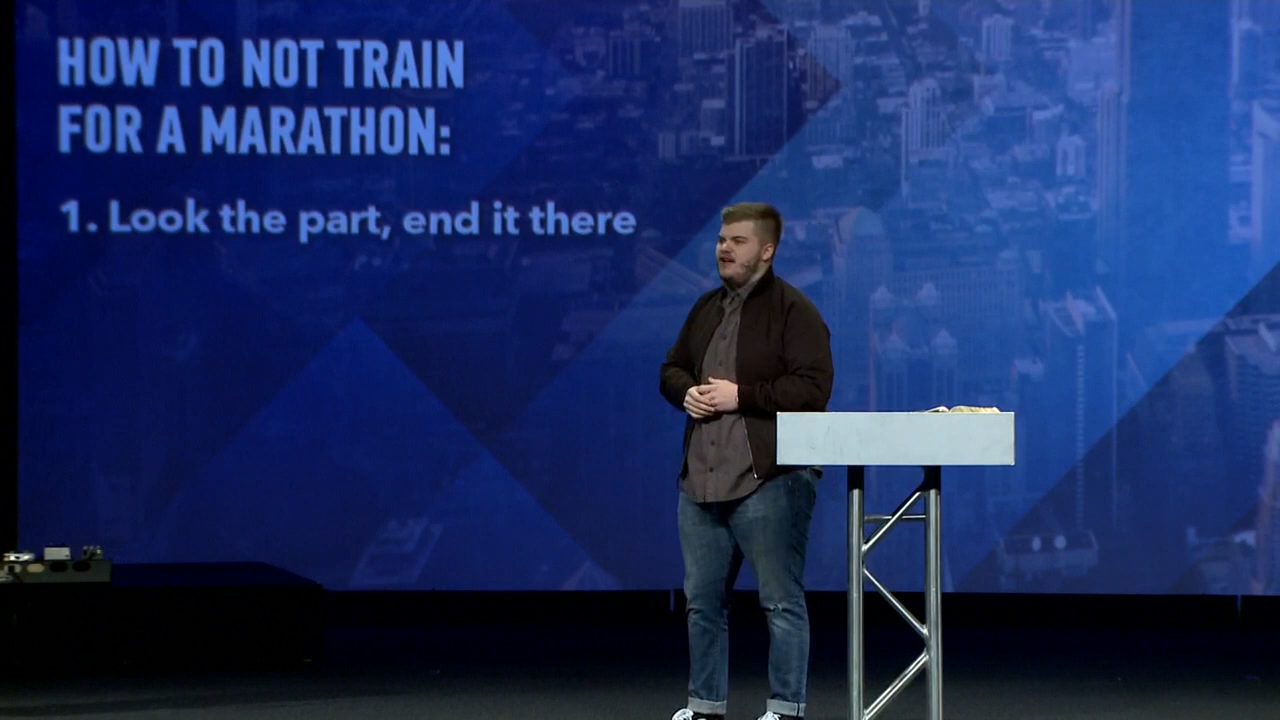 HOW TO NOT TRAIN
FOR A MARATHON:
1. Look the part, end it there